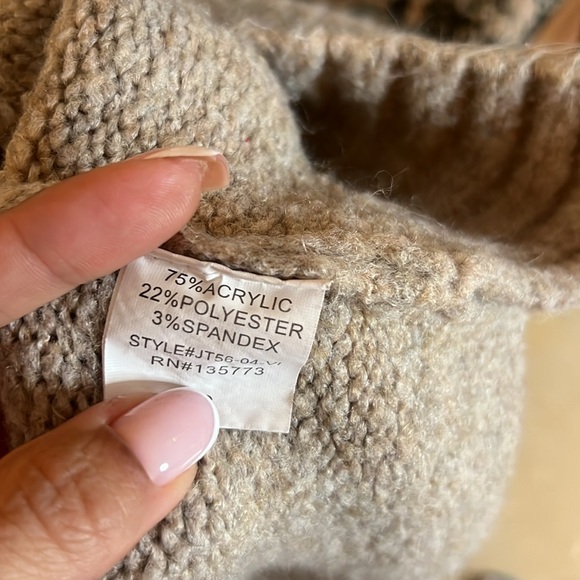 75%ACRYLIC
22%POLYESTER
3%SPANDEX
STYLE#JT56-04-
RN#135773